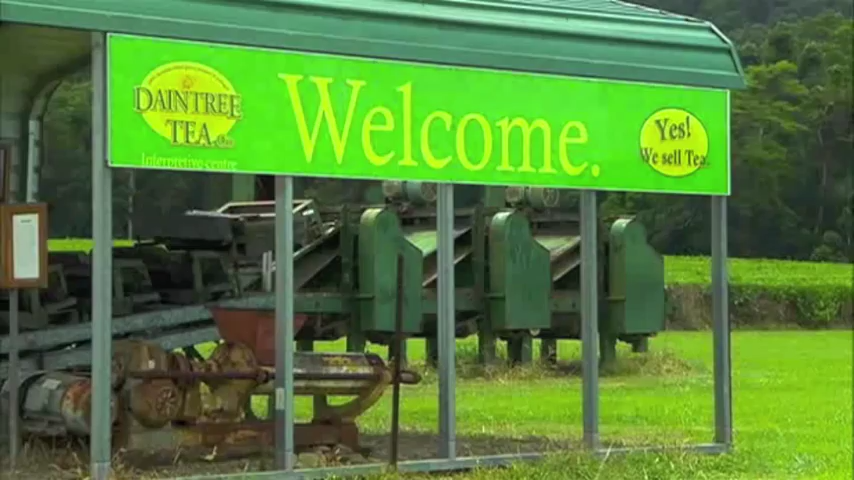 DAINTREE
TEA
Interactive centre
Welcome.
Yes!
We sell Tea.